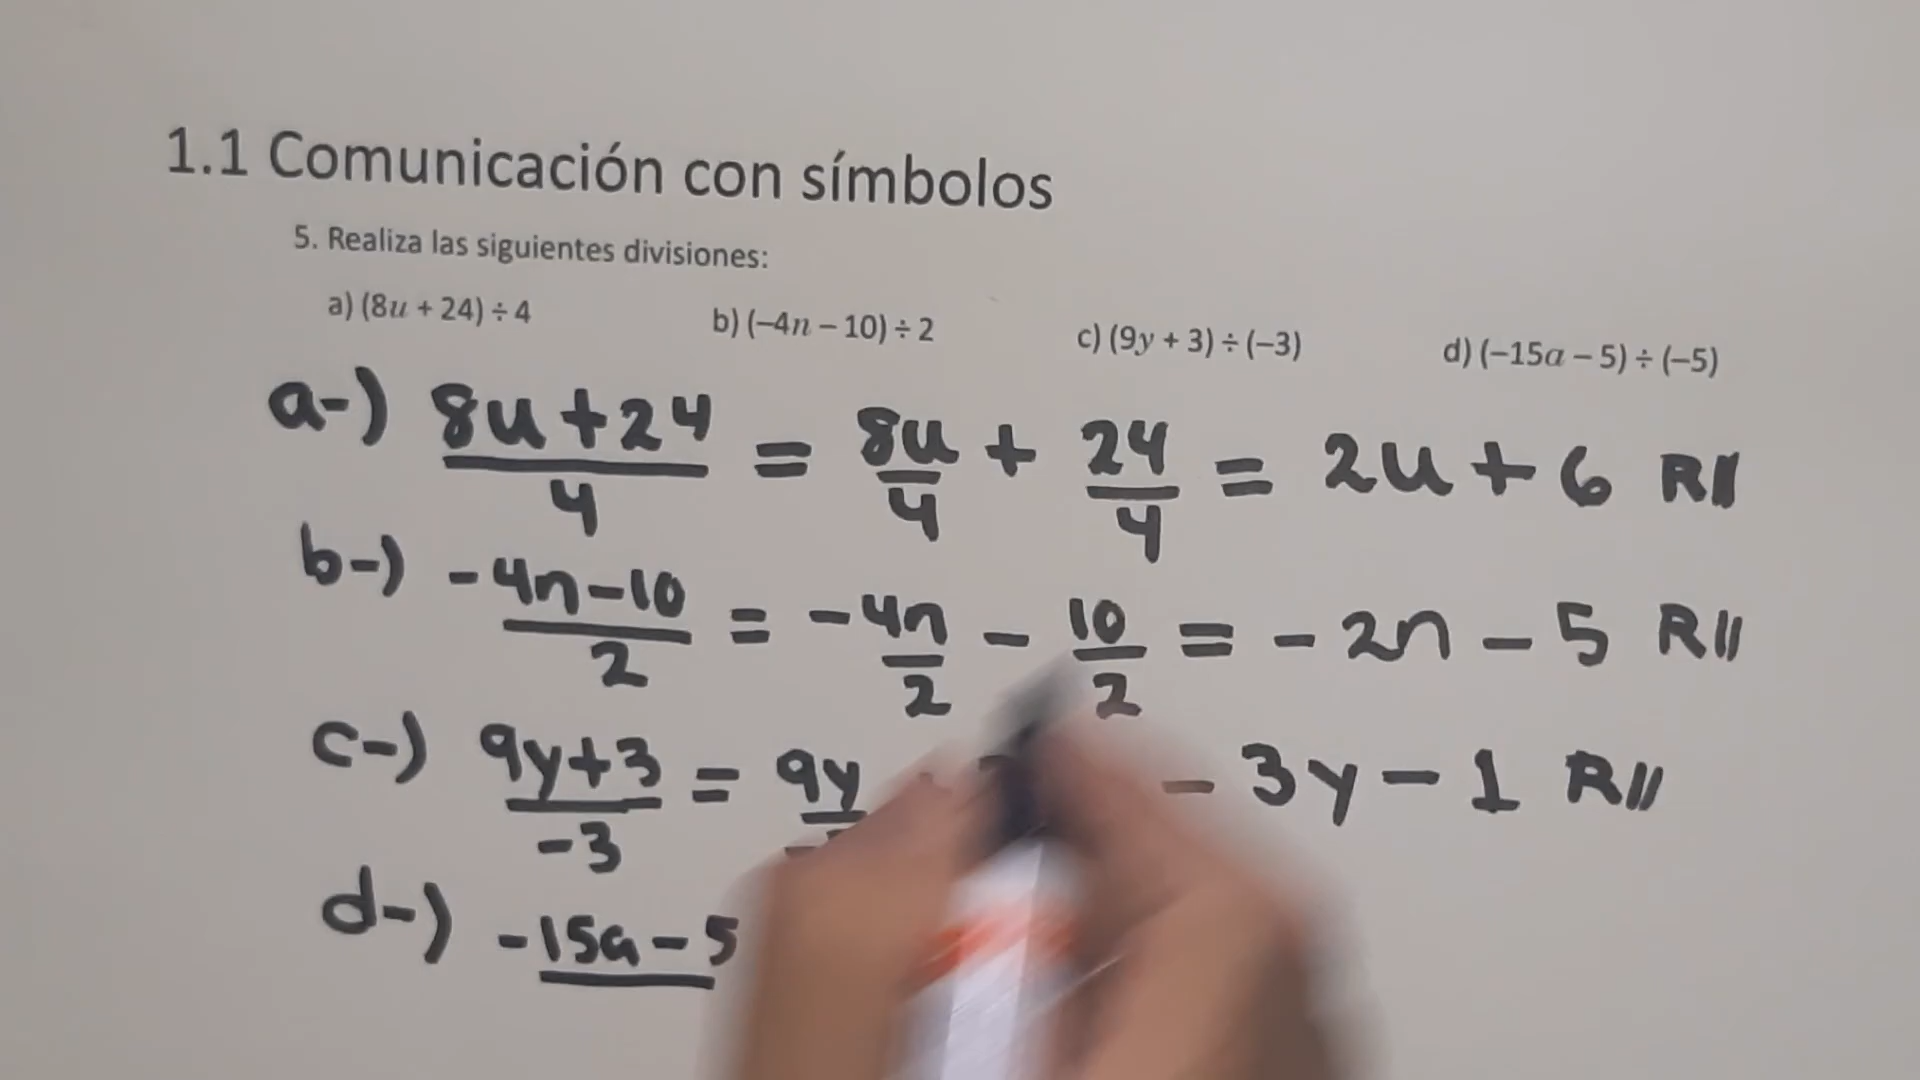 1.1 Comunicación con símbolos
5. Realiza las siguientes divisiones:
a) (8u + 24) ÷ 4 b) (–4n – 10) ÷ 2 c) (9y + 3) ÷ (–3) d) (–15a – 5) ÷ (–5)
a-) 8u+24/4 = 8u/4 + 24/4 = 2u + 6 R//
b-) -4n-10/2 = -4n/2 - 10/2 = -2n - 5 R//
c-) 9y+3/-3 = 9y - 3y - 1 R//
d-) -15a-5